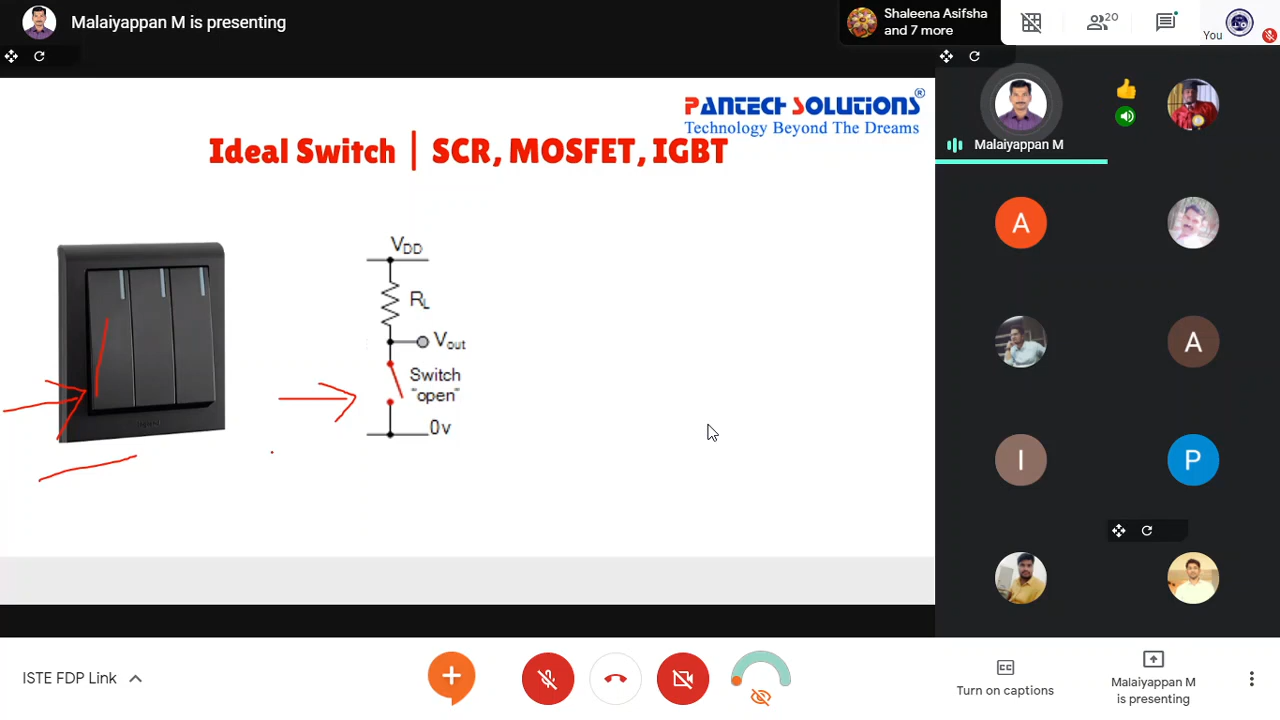 Malaiyappan M is presenting
Shaleena Asifsha
and 7 more
20
You
PANTECH SOLUTIONS®
Technology Beyond The Dreams
Ideal Switch | SCR, MOSFET, IGBT
VDD
RL
Vout
Switch
"open"
0v
Malaiyappan M
A
A
I
P
ISTE FDP Link
Turn on captions
Malaiyappan M
is presenting